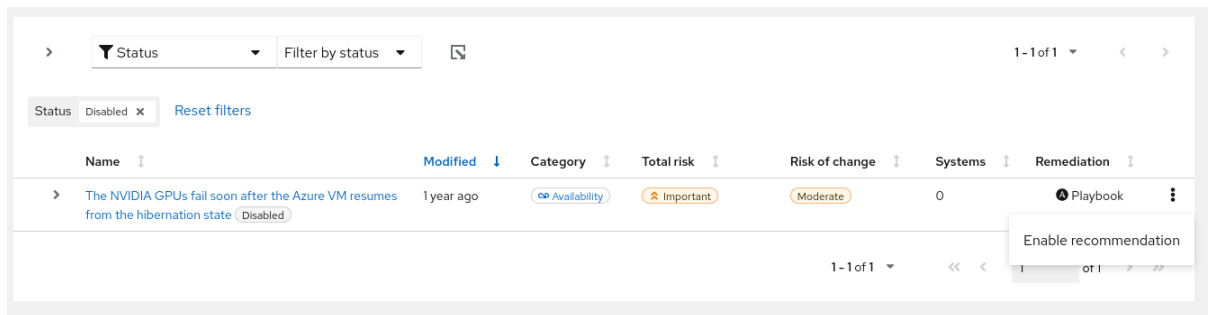 Status Filter by status 1 - 1 of 1
Status Disabled Reset filters
Name Modified Category Total risk Risk of change Systems Remediation
The NVIDIA GPUs fail soon after the Azure VM resumes 1 year ago Availability Important Moderate 0 Playbook
from the hibernation state Disabled
Enable recommendation
1 - 1 of 1 1 of 1